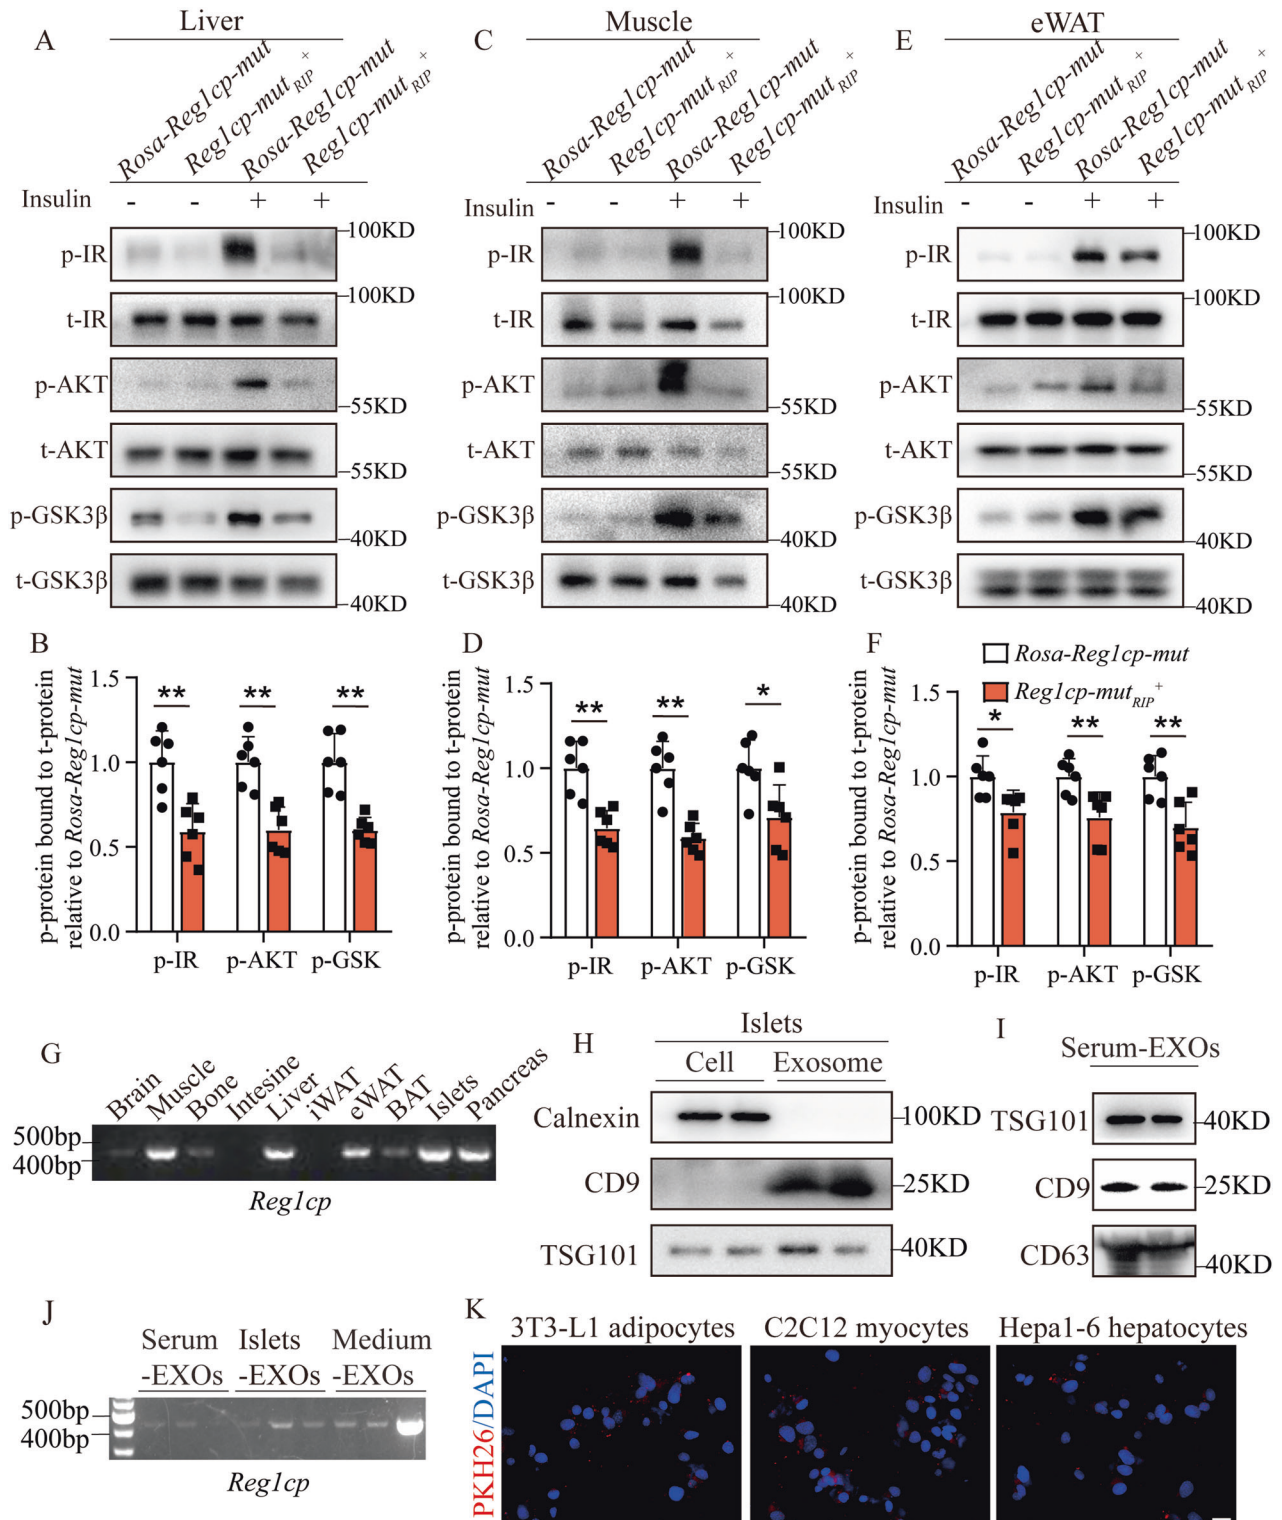 A
Liver
Rosa-Reg1cp-mut
Reg1cp-mut RIP +
Rosa-Reg1cp-mut
Reg1cp-mut RIP +
Insulin - - + +
p-IR
100KD
t-IR
100KD
p-AKT
55KD
t-AKT
55KD
p-GSK3β
40KD
t-GSK3β
40KD
C
Muscle
Rosa-Reg1cp-mut
Reg1cp-mut RIP +
Rosa-Reg1cp-mut
Reg1cp-mut RIP +
Insulin - - + +
p-IR
100KD
t-IR
100KD
p-AKT
55KD
t-AKT
55KD
p-GSK3β
40KD
t-GSK3β
40KD
E
eWAT
Rosa-Reg1cp-mut
Reg1cp-mut RIP +
Rosa-Reg1cp-mut
Reg1cp-mut RIP +
Insulin - - + +
p-IR
100KD
t-IR
100KD
p-AKT
55KD
t-AKT
55KD
p-GSK3β
40KD
t-GSK3β
40KD
B
p-protein bound to t-protein
relative to Rosa-Reg1cp-mut
1.5
1.0
0.5
0.0
** ** **
p-IR p-AKT p-GSK
D
p-protein bound to t-protein
relative to Rosa-Reg1cp-mut
1.5
1.0
0.5
0.0
** ** *
p-IR p-AKT p-GSK
F
Rosa-Reg1cp-mut
Reg1cp-mut RIP +
p-protein bound to t-protein
relative to Rosa-Reg1cp-mut
1.5
1.0
0.5
0.0
* ** **
p-IR p-AKT p-GSK
G
Brain Muscle Bone Intesine Liver iWAT eWAT BAT Islets Pancreas
500bp
400bp
Reg1cp
H
Islets
Cell Exosome
Calnexin
100KD
CD9
25KD
TSG101
40KD
I
Serum-EXOs
TSG101
40KD
CD9
25KD
CD63
40KD
J
Serum Islets Medium
-EXOs -EXOs -EXOs
500bp
400bp
Reg1cp
K
3T3-L1 adipocytes C2C12 myocytes Hepa1-6 hepatocytes
PKH26/DAPI